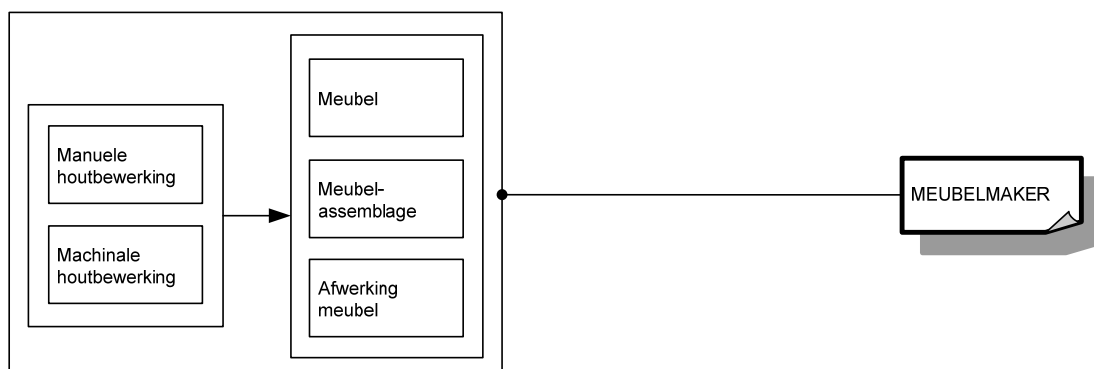 Manuele
houtbewerking
Machinale
houtbewerking
Meubel
Meubel-
assemblage
Afwerking
meubel
MEUBELMAKER